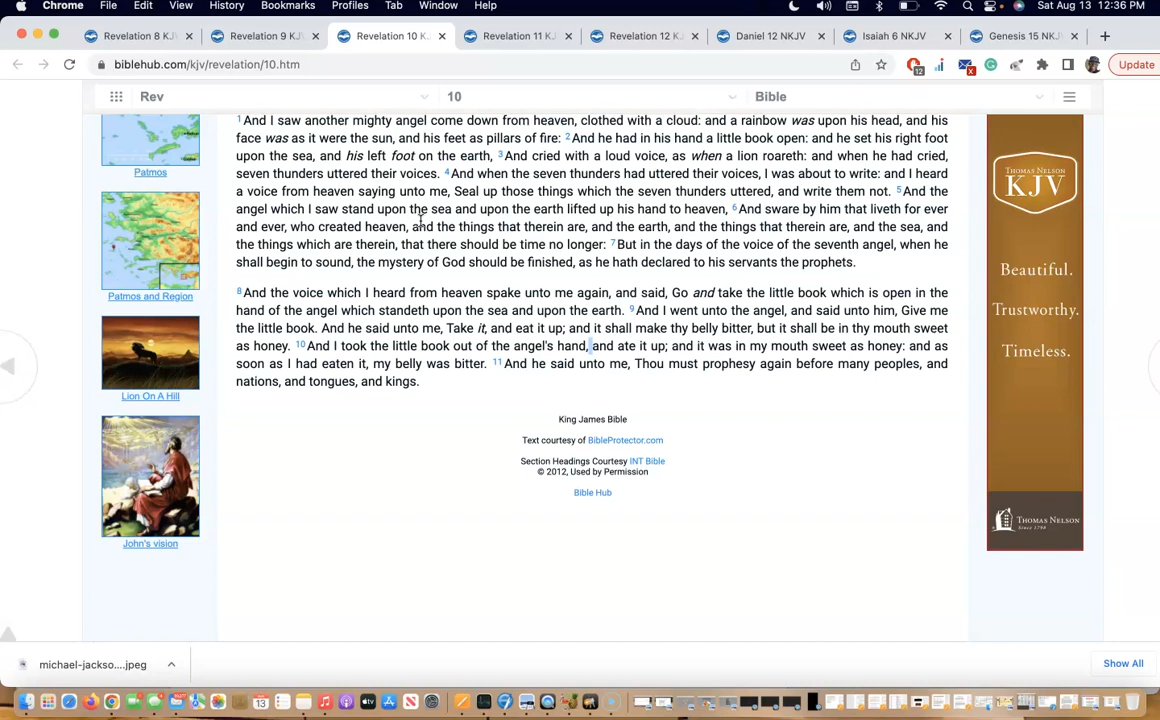 Chrome File Edit View History Bookmarks Profiles Tab Window Help Sat Aug 13 12:36 PM
Revelation 8 KJV Revelation 9 KJV Revelation 10 K Revelation 11 KJ Revelation 12 KJ Daniel 12 NKJV Isaiah 6 NKJV Genesis 15 NKJV
biblehub.com/kjv/revelation/10.htm 12 x Update
Rev 10 Bible
1And I saw another mighty angel come down from heaven, clothed with a cloud: and a rainbow was upon his head, and his
face was as it were the sun, and his feet as pillars of fire: 2And he had in his hand a little book open: and he set his right foot
upon the sea, and his left foot on the earth, 3And cried with a loud voice, as when a lion roareth: and when he had cried,
seven thunders uttered their voices. 4And when the seven thunders had uttered their voices, I was about to write: and I heard
a voice from heaven saying unto me, Seal up those things which the seven thunders uttered, and write them not. 5And the
angel which I saw stand upon the sea and upon the earth lifted up his hand to heaven, 6And sware by him that liveth for ever
and ever, who created heaven, and the things that therein are, and the earth, and the things that therein are, and the sea, and
the things which are therein, that there should be time no longer: 7But in the days of the voice of the seventh angel, when he
shall begin to sound, the mystery of God should be finished, as he hath declared to his servants the prophets.
8And the voice which I heard from heaven spake unto me again, and said, Go and take the little book which is open in the
hand of the angel which standeth upon the sea and upon the earth. 9And I went unto the angel, and said unto him, Give me
the little book. And he said unto me, Take it, and eat it up; and it shall make thy belly bitter, but it shall be in thy mouth sweet
as honey. 10And I took the little book out of the angel's hand, and ate it up; and it was in my mouth sweet as honey: and as
soon as I had eaten it, my belly was bitter. 11And he said unto me, Thou must prophesy again before many peoples, and
nations, and tongues, and kings.
King James Bible
Text courtesy of BibleProtector.com
Section Headings Courtesy INT Bible
© 2012, Used by Permission
Bible Hub
Patmos
Patmos and Region
Lion On A Hill
John's vision
THOMAS NELSON
KJV
Beautiful.
Trustworthy.
Timeless.
THOMAS NELSON
Since 1798
michael-jackso....jpeg Show All